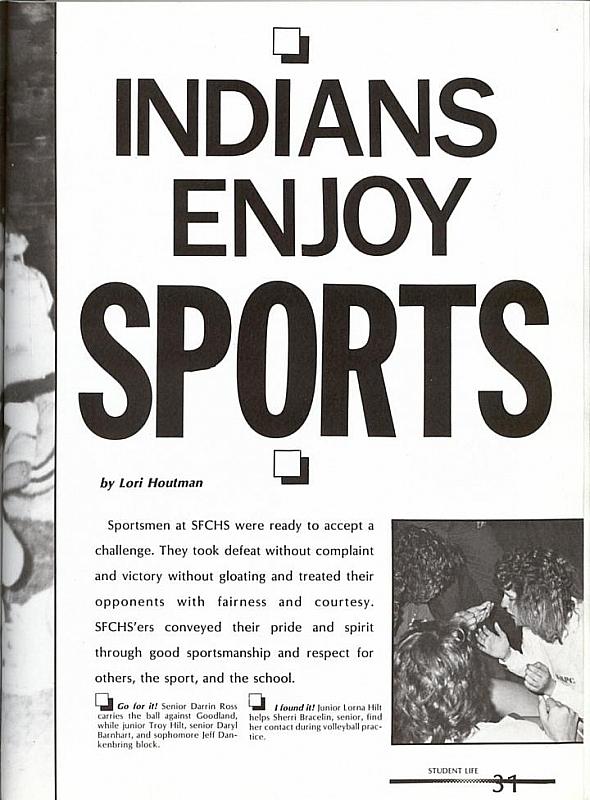 INDIANS
ENJOY
SPORTS
by Lori Houtman
Sportsmen at SFCHS were ready to accept a
challenge. They took defeat without complaint
and victory without gloating and treated their
opponents with fairness and courtesy.
SFCHS'ers conveyed their pride and spirit
through good sportsmanship and respect for
others, the sport, and the school.
Go for it! Senior Darrin Ross
carries the ball against Goodland,
while junior Troy Hilt, senior Daryl
Barnhart, and sophomore Jeff Dan-
kenbring block.
I found it! Junior Lorna Hilt
helps Sherri Bracelin, senior, find
her contact during volleyball prac-
tice.
STUDENT LIFE
31